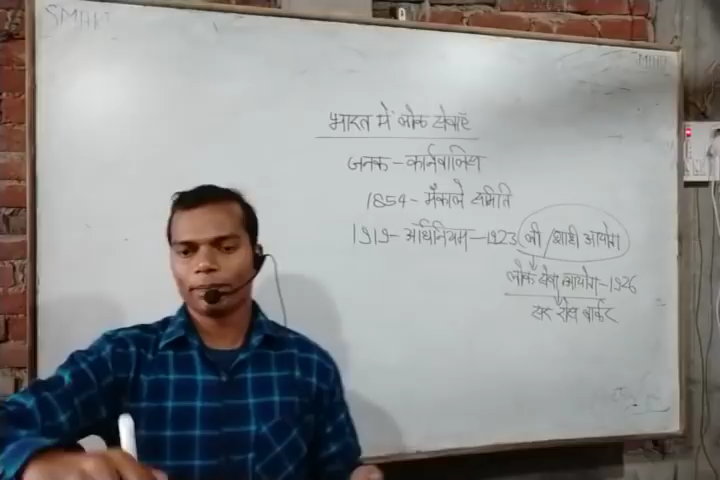 भारत में लोक सेवाएँ
जनक - कार्नवालिस
1854 - मैकाले समिति
1919 - अधिनियम - 1923 ली / आयोग
लोक सेवा आयोग - 1926
सर रोस बार्कर